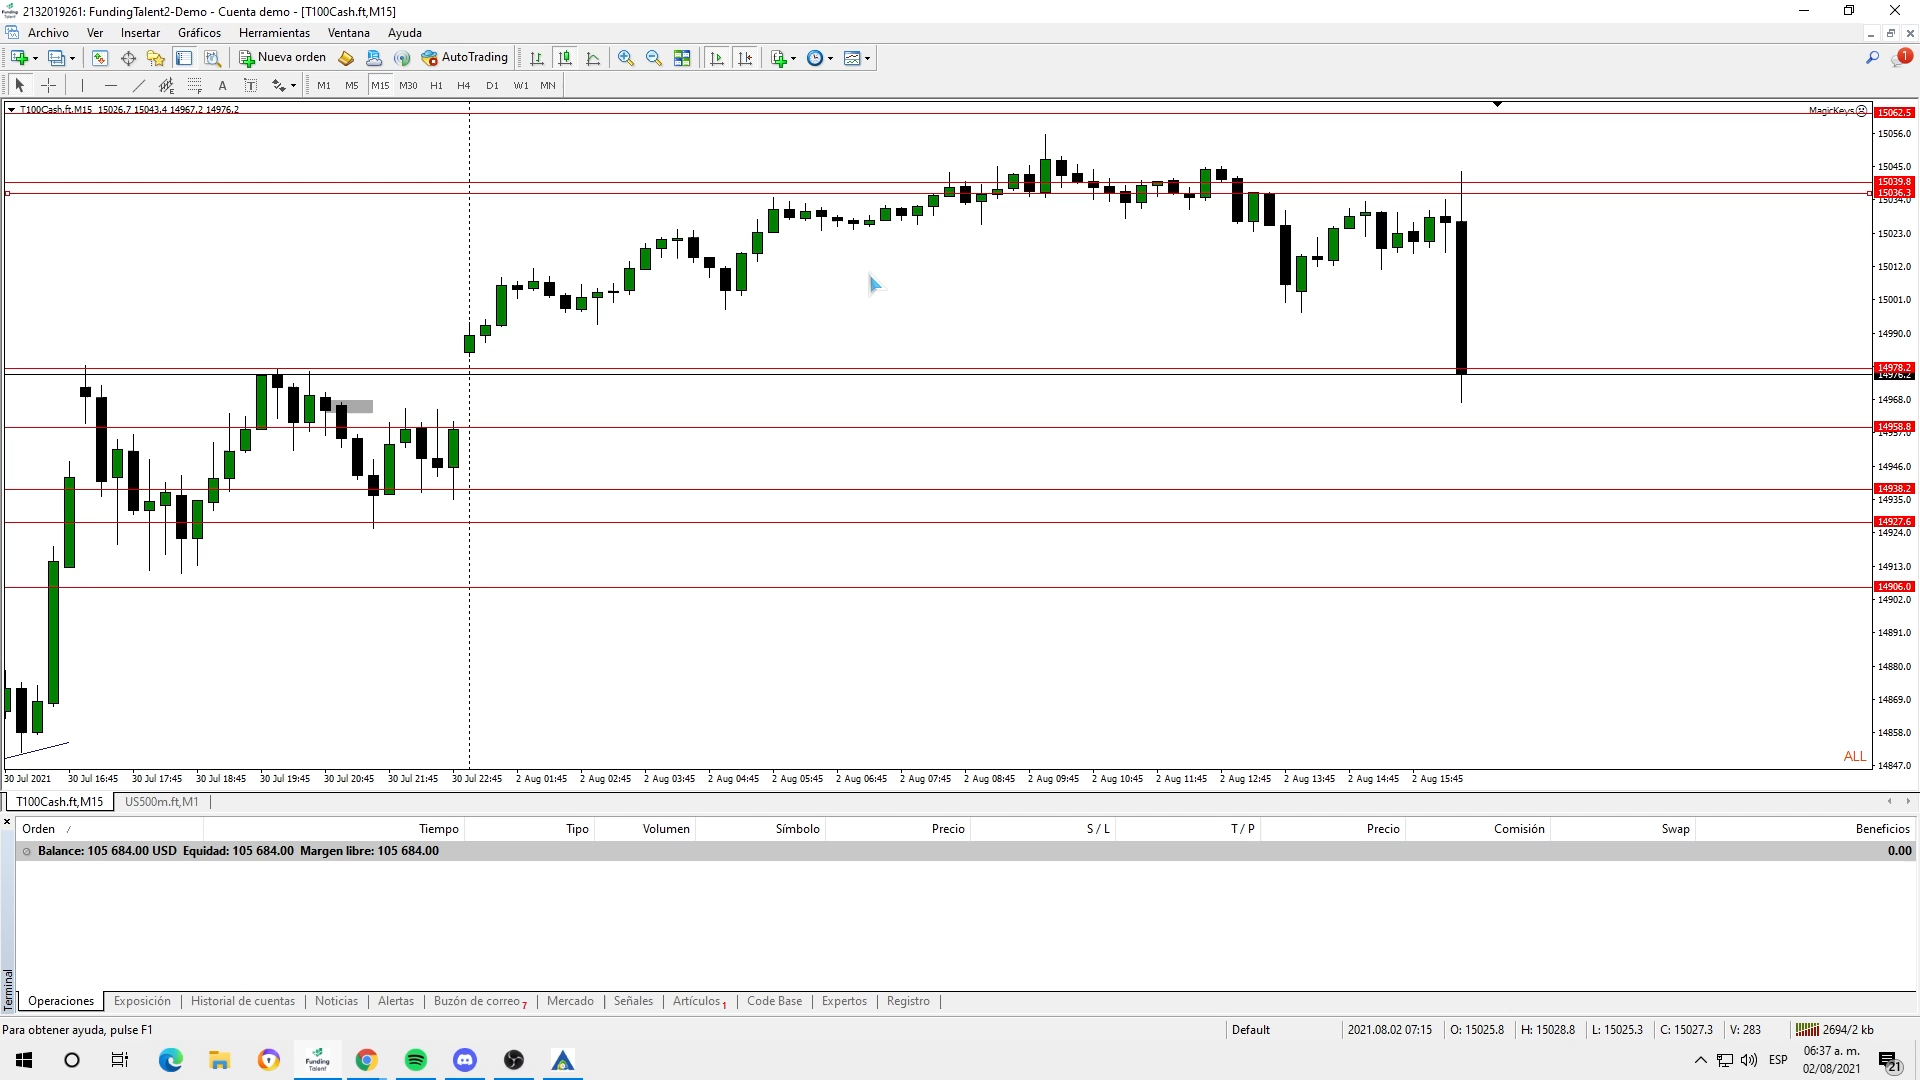 2132019261: FundingTalent2-Demo - Cuenta demo - [T100Cash.ft,M15]
Archivo Ver Insertar Gráficos Herramientas Ventana Ayuda
Nueva orden AutoTrading
A T M1 M5 M15 M30 H1 H4 D1 W1 MN
T100Cash.ft,M15 15026.7 15043.4 14967.2 14976.2
MagicKeys
15062.5
15056.0
15045.0
15039.8
15036.3
15034.0
15023.0
15012.0
15001.0
14990.0
14978.2
14976.2
14968.0
14958.8
14957.0
14946.0
14938.2
14935.0
14927.6
14924.0
14913.0
14906.0
14902.0
14891.0
14880.0
14869.0
14858.0
ALL
14847.0
30 Jul 2021 30 Jul 16:45 30 Jul 17:45 30 Jul 18:45 30 Jul 19:45 30 Jul 20:45 30 Jul 21:45 30 Jul 22:45 2 Aug 01:45 2 Aug 02:45 2 Aug 03:45 2 Aug 04:45 2 Aug 05:45 2 Aug 06:45 2 Aug 07:45 2 Aug 08:45 2 Aug 09:45 2 Aug 10:45 2 Aug 11:45 2 Aug 12:45 2 Aug 13:45 2 Aug 14:45 2 Aug 15:45
T100Cash.ft,M15 US500m.ft,M1
Orden / Tiempo Tipo Volumen Símbolo Precio S / L T / P Precio Comisión Swap Beneficios
Balance: 105 684.00 USD Equidad: 105 684.00 Margen libre: 105 684.00 0.00
Terminal
Operaciones Exposición Historial de cuentas Noticias Alertas Buzón de correo 7 Mercado Señales Artículos 1 Code Base Expertos Registro
Para obtener ayuda, pulse F1 Default 2021.08.02 07:15 O: 15025.8 H: 15028.8 L: 15025.3 C: 15027.3 V: 283 2694/2 kb
Funding Talent
ESP
06:37 a. m.
02/08/2021
21